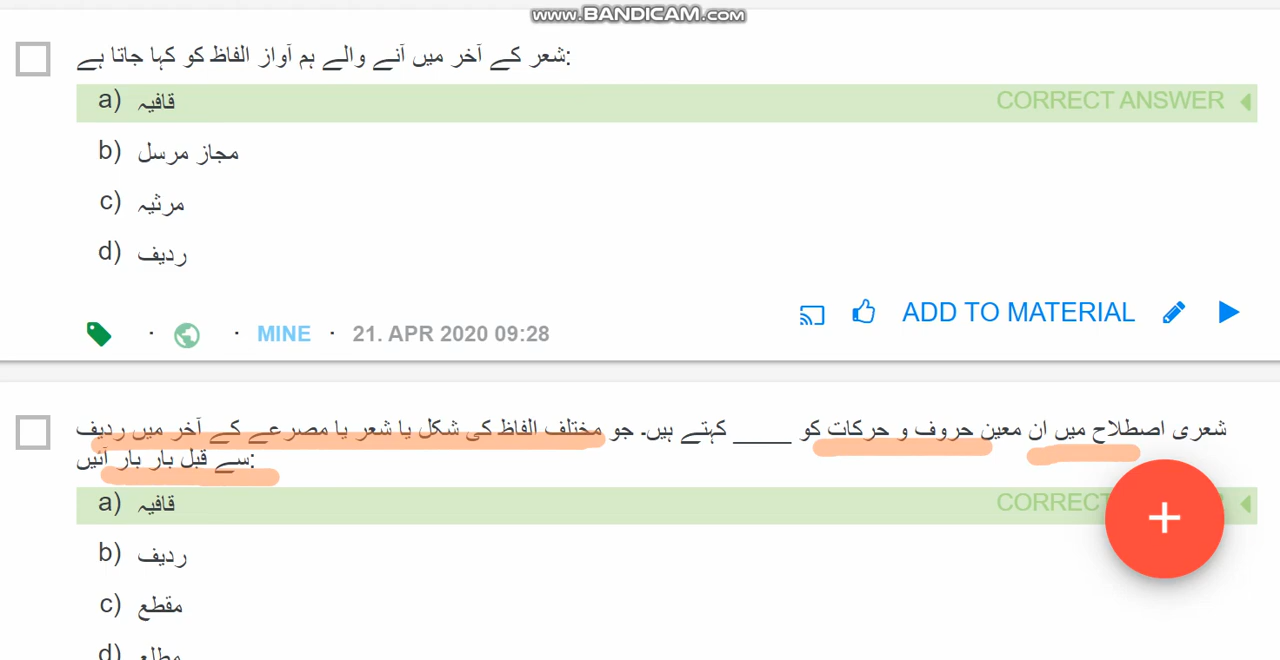 www.BANDICAM.com
شعر کے آخر میں آنے والے ہم آواز الفاظ کو کہا جاتا ہے:
a) قافیہ CORRECT ANSWER
b) مجاز مرسل
c) مرثیہ
d) ردیف
ADD TO MATERIAL
· · MINE · 21. APR 2020 09:28
شعری اصطلاح میں ان معین حروف و حرکات کو _____ کہتے ہیں۔ جو مختلف الفاظ کی شکل یا شعر یا مصرعے کے آخر میں ردیف
سے قبل بار بار آئیں:
a) قافیہ CORRECT
b) ردیف
c) مقطع
d) مطلع